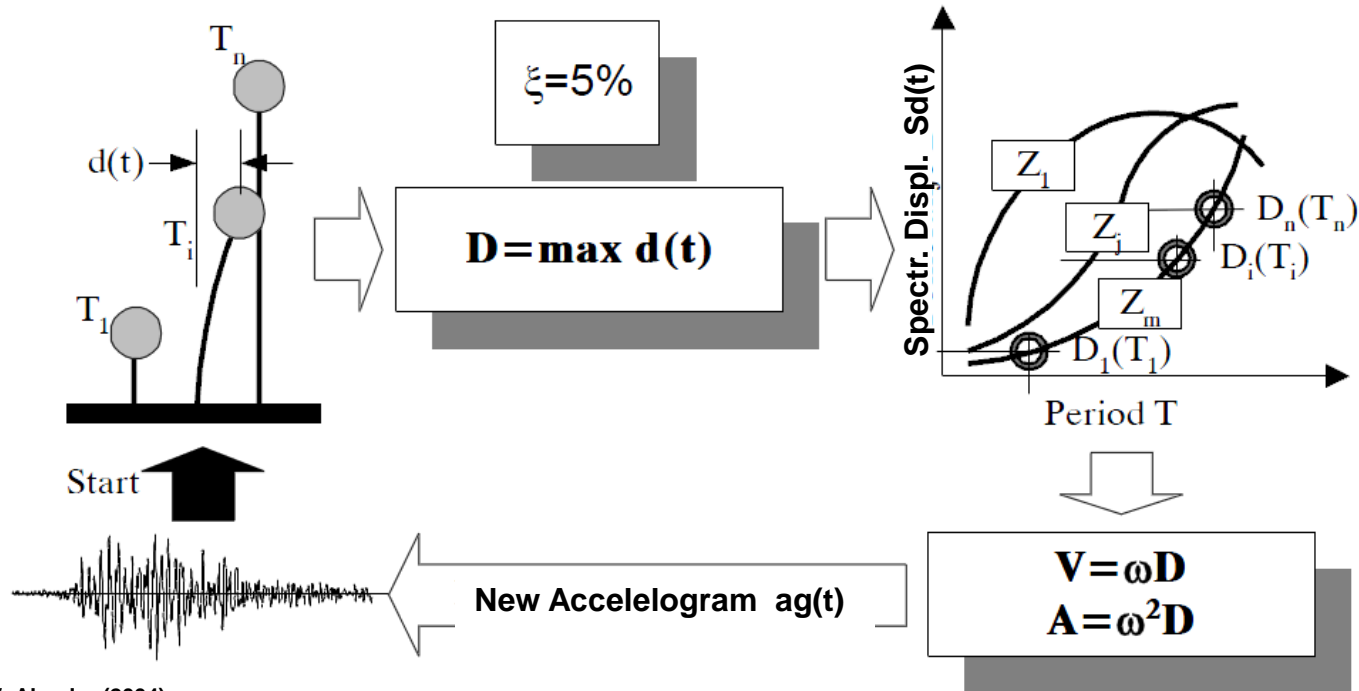 Tn
d(t)
Ti
T1
Start
ξ=5%
D=max d(t)
Spectr. Displ. Sd(t)
Z1
Zj
Zm
Dn(Tn)
Di(Ti)
D1(T1)
Period T
V=ωD
A=ω²D
New Accelelogram ag(t)